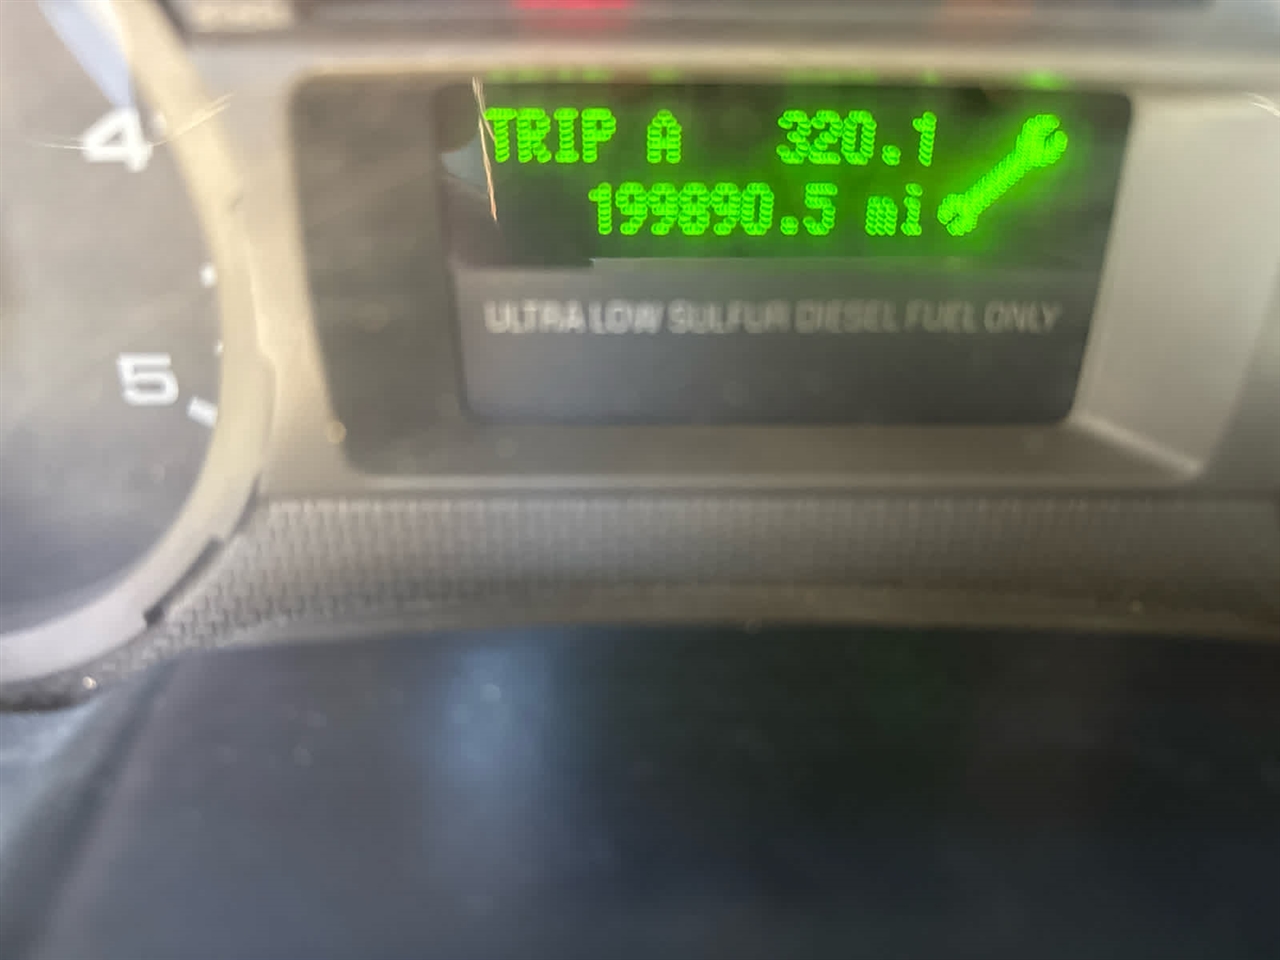 4
5
TRIP A 320.1
199890.5 mi
ULTRA LOW SULFUR DIESEL FUEL ONLY